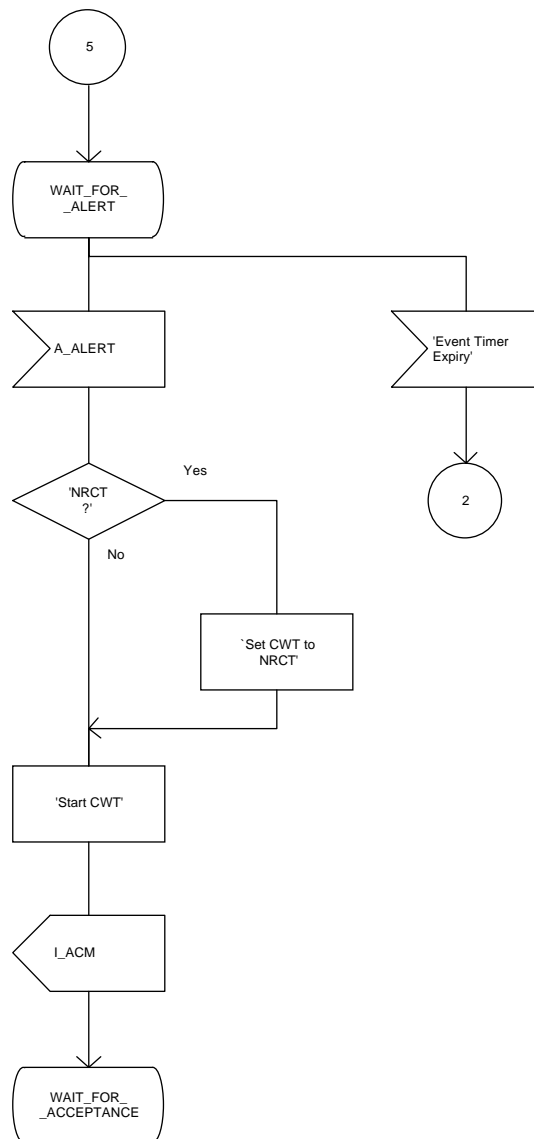 5
WAIT_FOR_
_ALERT
A_ALERT
'Event Timer
Expiry'
'NRCT
?'
Yes
2
No
`Set CWT to
NRCT'
'Start CWT'
I_ACM
WAIT_FOR_
_ACCEPTANCE